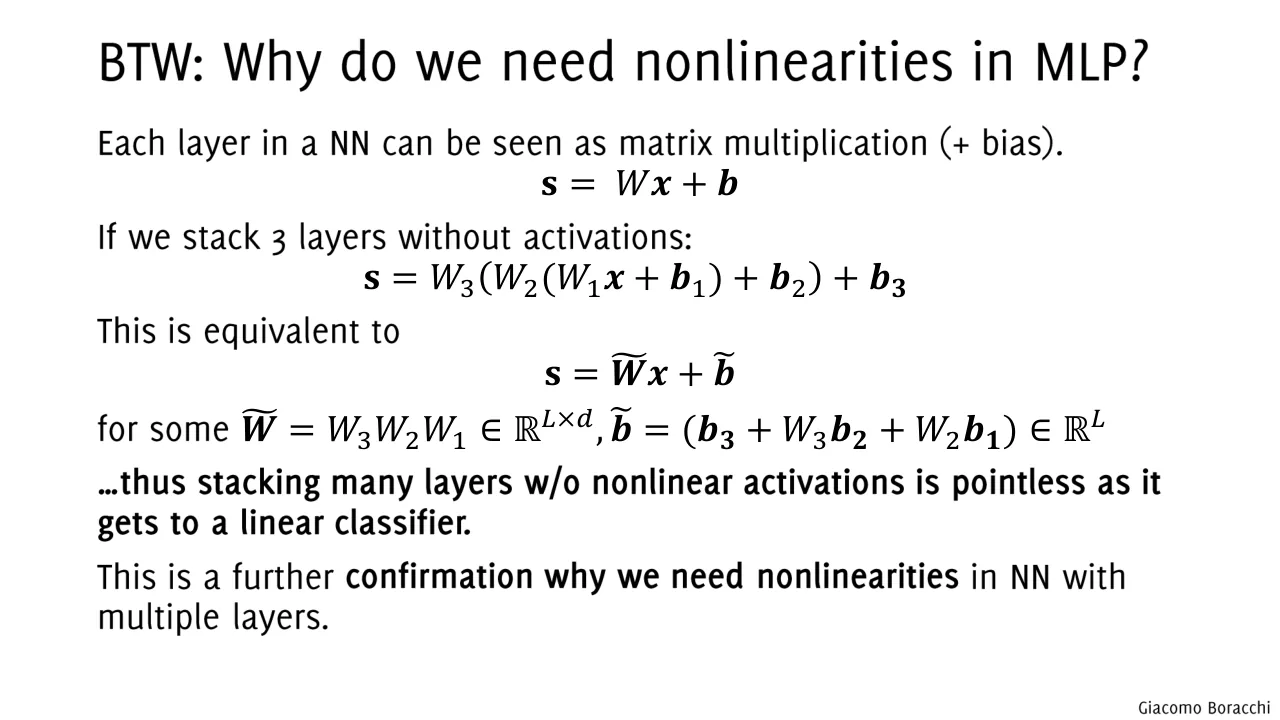 BTW: Why do we need nonlinearities in MLP?
Each layer in a NN can be seen as matrix multiplication (+ bias).
s = Wx + b
If we stack 3 layers without activations:
s = W₃(W₂(W₁x + b₁) + b₂) + b₃
This is equivalent to
s = W̃x + b̃
for some W̃ = W₃W₂W₁ ∈ ℝᴸˣᵈ, b̃ = (b₃ + W₃b₂ + W₂b₁) ∈ ℝᴸ
...thus stacking many layers w/o nonlinear activations is pointless as it
gets to a linear classifier.
This is a further confirmation why we need nonlinearities in NN with
multiple layers.
Giacomo Boracchi